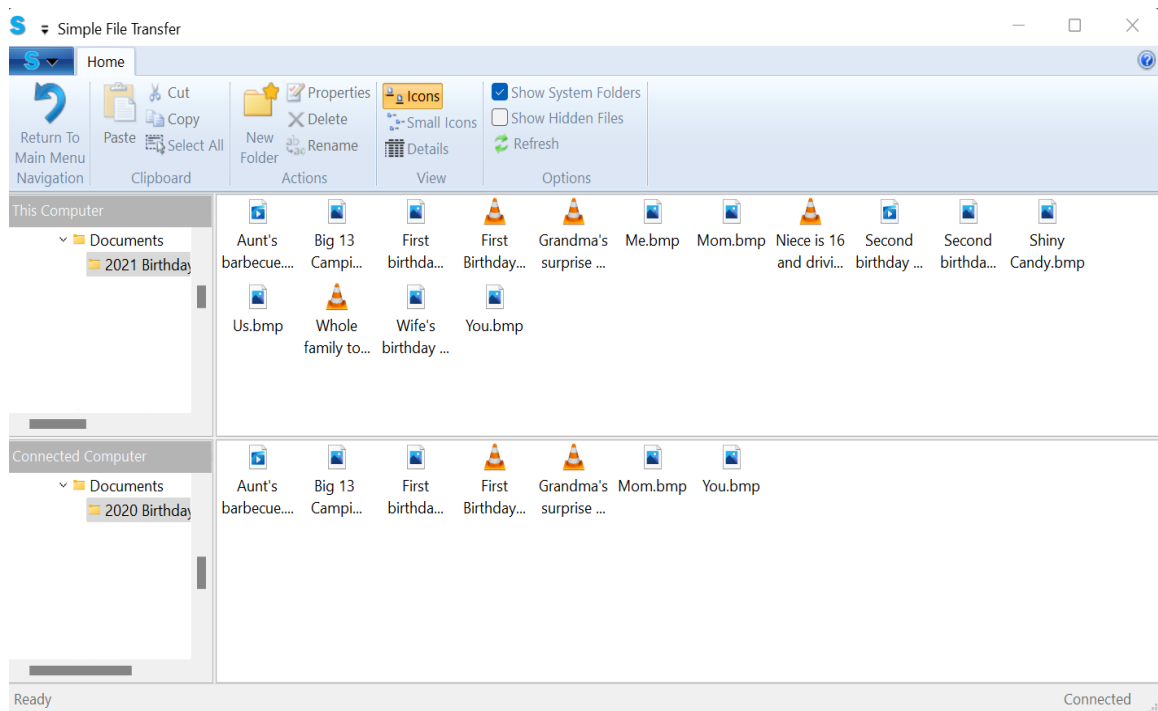 S Simple File Transfer
S Home
Return To
Main Menu
Navigation
Paste
Cut
Copy
Select All
Clipboard
New
Folder
Properties
Delete
Rename
Actions
Icons
Small Icons
Details
View
Show System Folders
Show Hidden Files
Refresh
Options
This Computer
Documents
2021 Birthday
Aunt's
barbecue....
Big 13
Campi...
First
birthda...
First
Birthday...
Grandma's
surprise ...
Me.bmp
Mom.bmp
Niece is 16
and drivi...
Second
birthday ...
Second
birthda...
Shiny
Candy.bmp
Us.bmp
Whole
family to...
Wife's
birthday ...
You.bmp
Connected Computer
Documents
2020 Birthday
Aunt's
barbecue....
Big 13
Campi...
First
birthda...
First
Birthday...
Grandma's
surprise ...
Mom.bmp
You.bmp
Ready
Connected